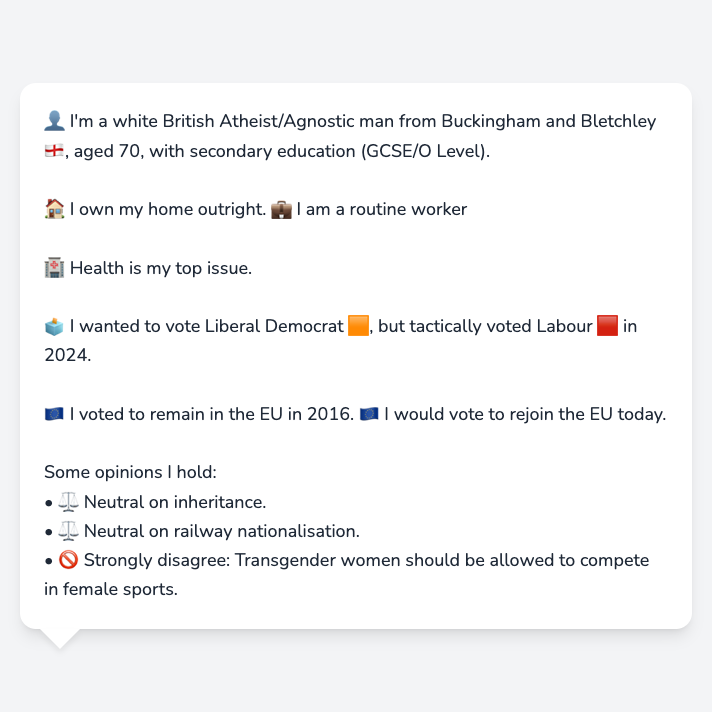 👤 I'm a white British Atheist/Agnostic man from Buckingham and Bletchley
🏴󠁧󠁢󠁥󠁮󠁧󠁿, aged 70, with secondary education (GCSE/O Level).
🏠 I own my home outright. 💼 I am a routine worker
🏥 Health is my top issue.
🗳️ I wanted to vote Liberal Democrat 🟧, but tactically voted Labour 🟥 in
2024.
🇪🇺 I voted to remain in the EU in 2016. 🇪🇺 I would vote to rejoin the EU today.
Some opinions I hold:
• ⚖️ Neutral on inheritance.
• ⚖️ Neutral on railway nationalisation.
• 🚫 Strongly disagree: Transgender women should be allowed to compete
in female sports.